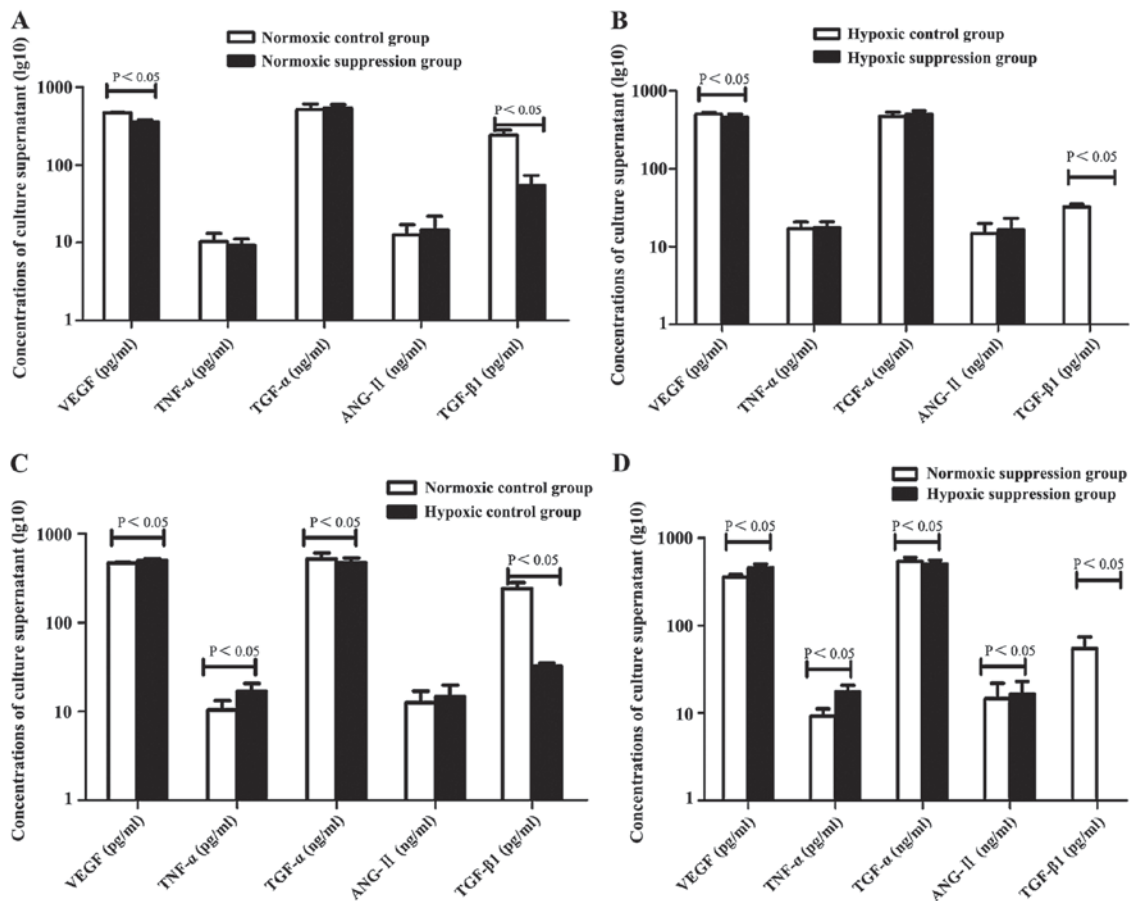 A
Normoxic control group
Normoxic suppression group
Concentrations of culture supernatant (lg10)
P < 0.05
P < 0.05
1000
100
10
1
VEGF (pg/ml)
TNF-α (pg/ml)
TGF-α (ng/ml)
ANG-Ⅱ (ng/ml)
TGF-β1 (pg/ml)
B
Hypoxic control group
Hypoxic suppression group
Concentrations of culture supernatant (lg10)
P < 0.05
P < 0.05
1000
100
10
1
VEGF (pg/ml)
TNF-α (pg/ml)
TGF-α (ng/ml)
ANG-Ⅱ (ng/ml)
TGF-β1 (pg/ml)
C
Normoxic control group
Hypoxic control group
Concentrations of culture supernatant (lg10)
P < 0.05
P < 0.05
P < 0.05
P < 0.05
1000
100
10
1
VEGF (pg/ml)
TNF-α (pg/ml)
TGF-α (ng/ml)
ANG-Ⅱ (ng/ml)
TGF-β1 (pg/ml)
D
Normoxic suppression group
Hypoxic suppression group
Concentrations of culture supernatant (lg10)
P < 0.05
P < 0.05
P < 0.05
P < 0.05
P < 0.05
1000
100
10
1
VEGF (pg/ml)
TNF-α (pg/ml)
TGF-α (ng/ml)
ANG-Ⅱ (ng/ml)
TGF-β1 (pg/ml)